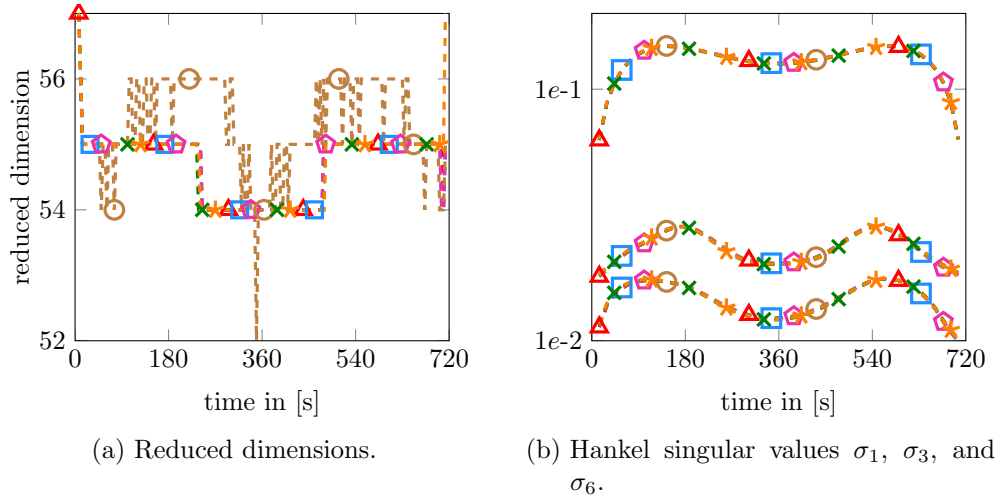 reduced dimension
56
54
52
0
180
360
540
720
time in [s]
(a) Reduced dimensions.
1e-1
1e-2
0
180
360
540
720
time in [s]
(b) Hankel singular values σ₁, σ₃, and
σ₆.